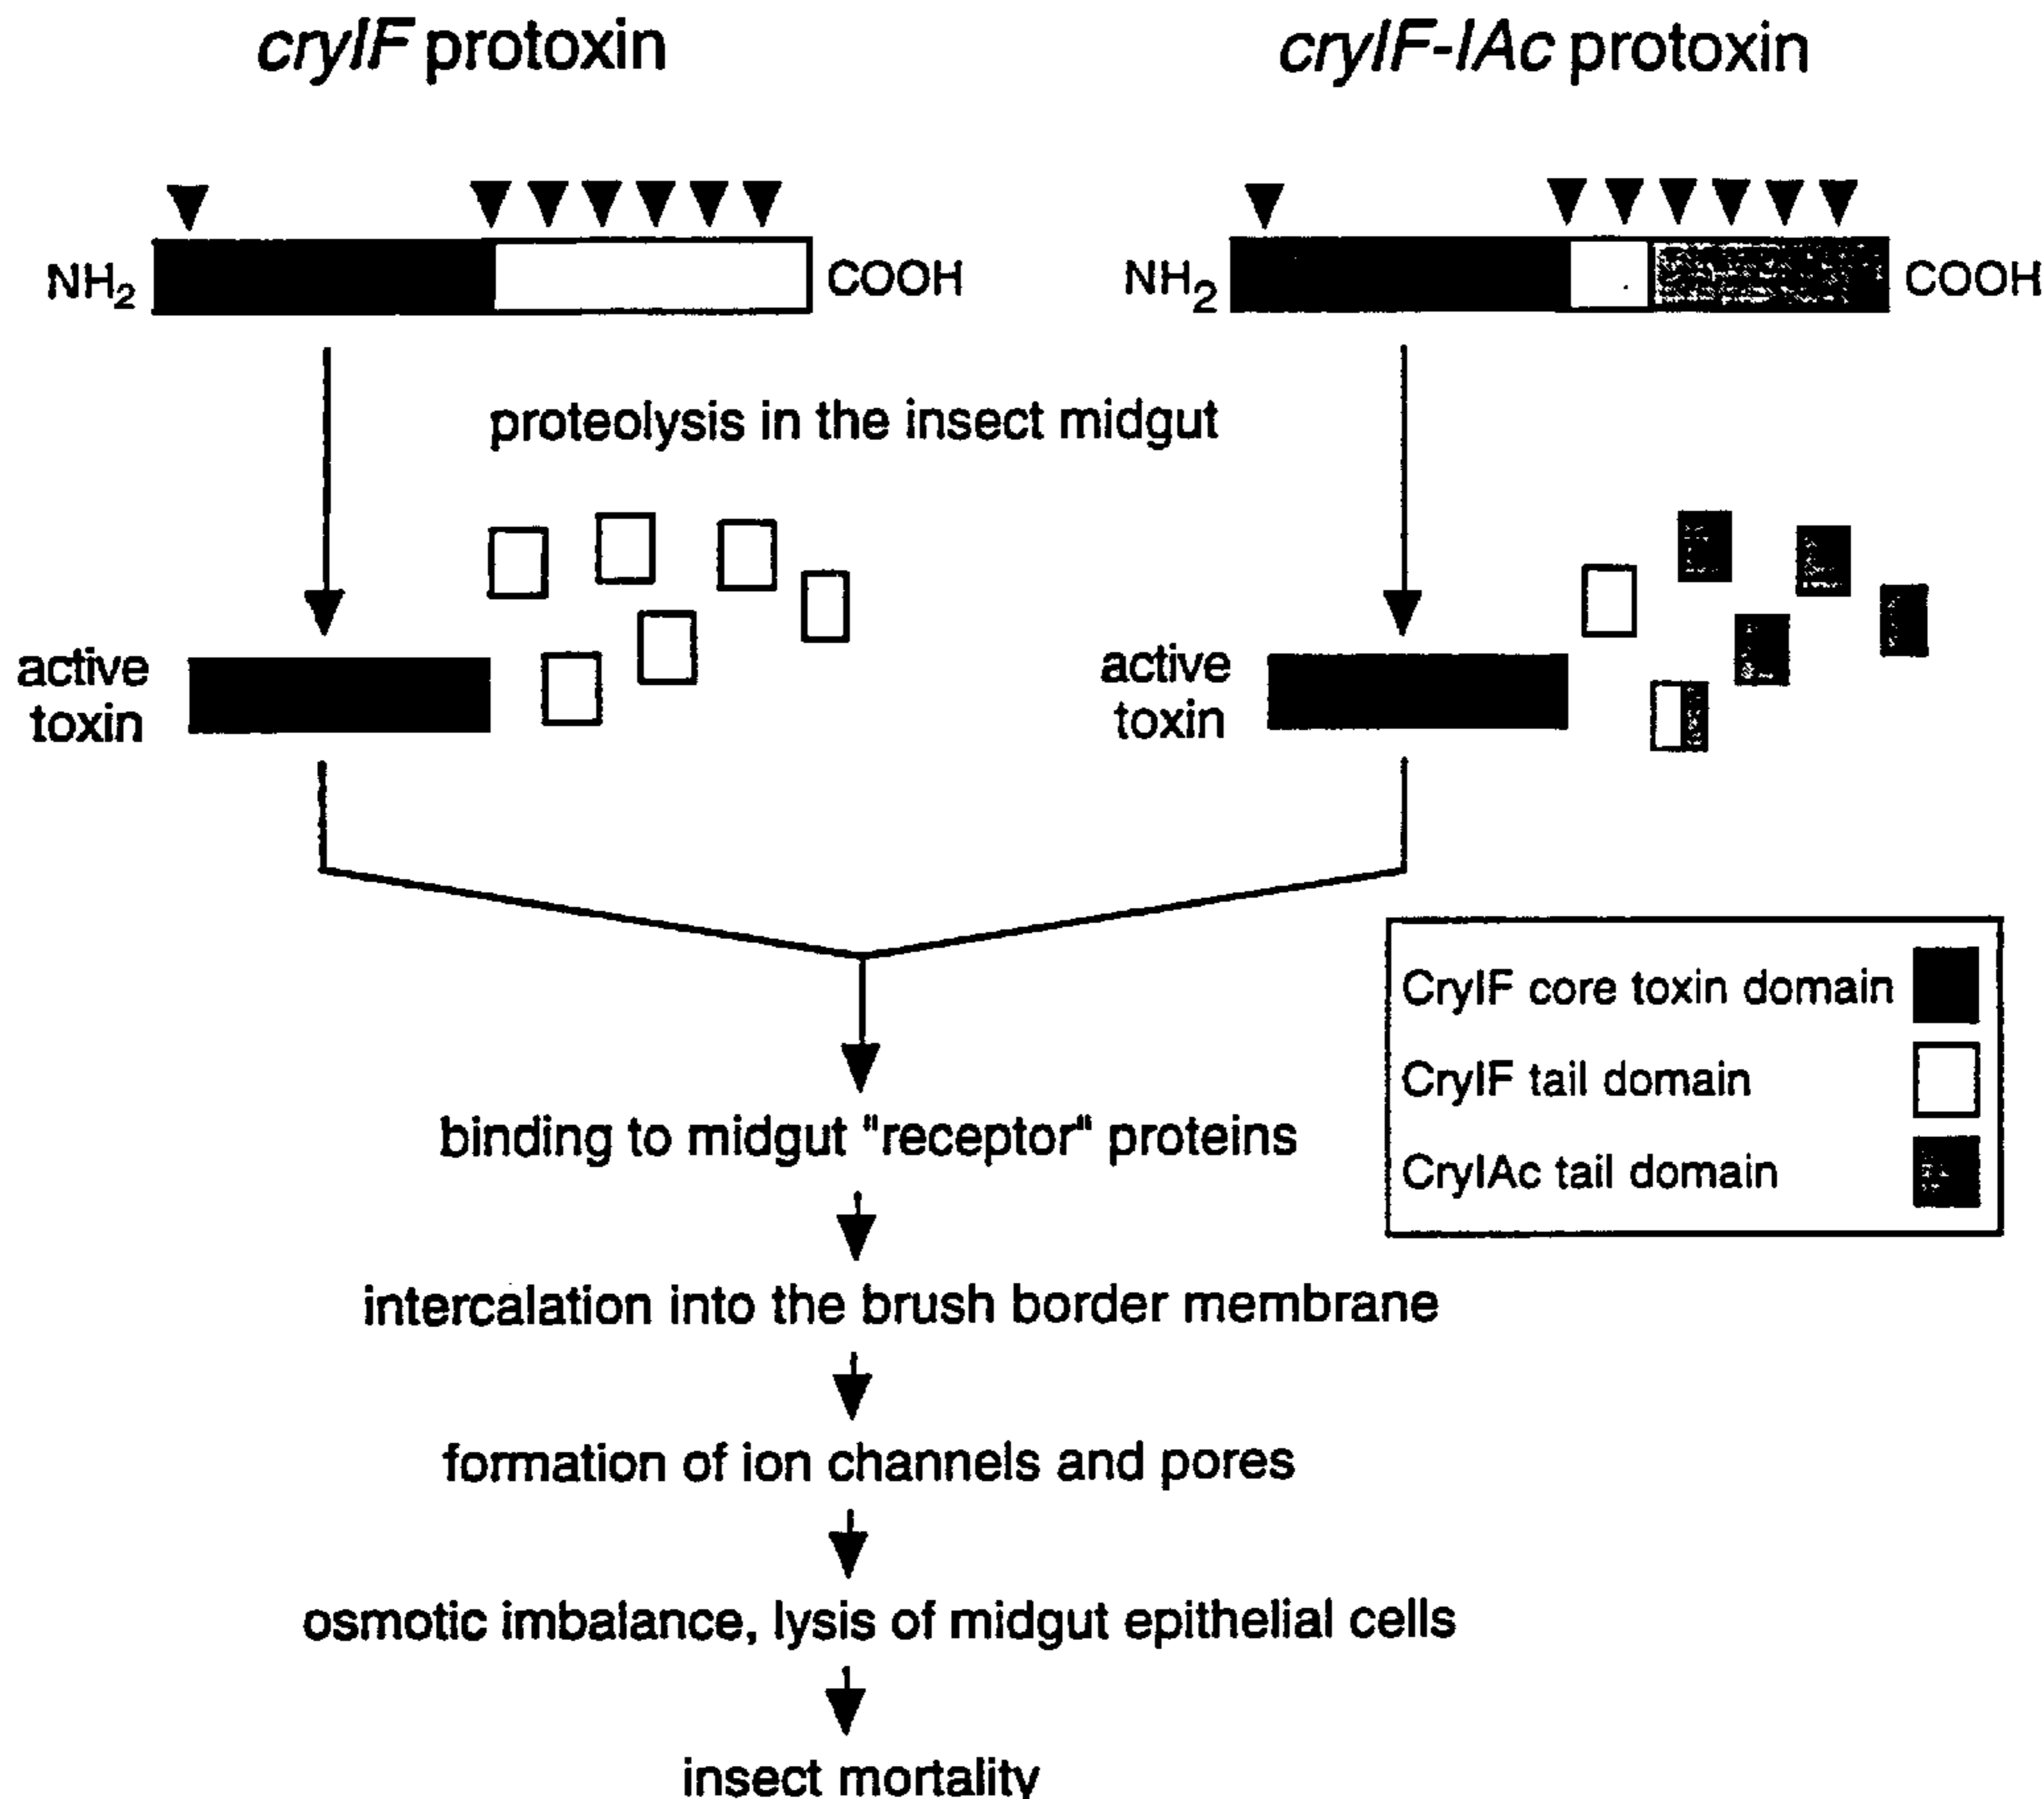 cryIF protoxin
cryIF-IAc protoxin
NH2
COOH
NH2
COOH
proteolysis in the insect midgut
active
toxin
active
toxin
CryIF core toxin domain
CryIF tail domain
CryIAc tail domain
binding to midgut "receptor" proteins
intercalation into the brush border membrane
formation of ion channels and pores
osmotic imbalance, lysis of midgut epithelial cells
insect mortality